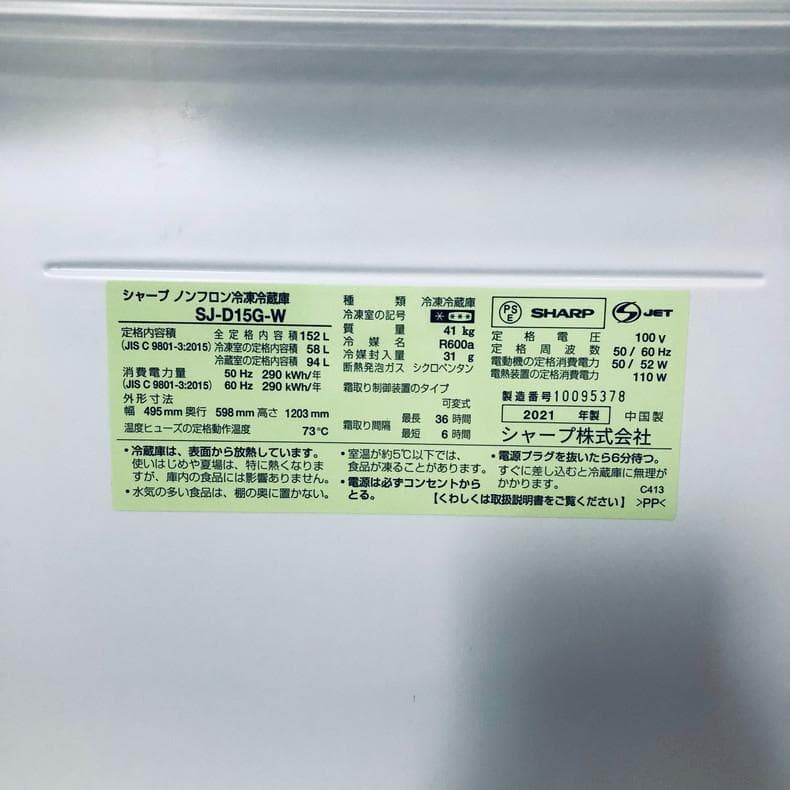 シャープ ノンフロン冷凍冷蔵庫
SJ-D15G-W
定格内容積 全定格内容積 152 L
(JIS C 9801-3:2015) 冷凍室の定格内容積 58 L
冷蔵室の定格内容積 94 L
消費電力量 50 Hz 290 kWh/年
(JIS C 9801-3:2015) 60 Hz 290 kWh/年
外形寸法
幅 495 mm 奥行 598 mm 高さ 1203 mm
温度ヒューズの定格動作温度 73℃
種類 冷凍冷蔵庫
冷凍室の記号
質量 41 kg
冷媒名 R600a
冷媒封入量 31 g
断熱発泡ガス シクロペンタン
霜取り制御装置のタイプ
可変式
霜取り間隔 最長 36 時間
最短 6 時間
PS
E
SHARP
JET
定格電圧 100 V
定格周波数 50 / 60 Hz
電動機の定格消費電力 50 / 52 W
電熱装置の定格消費電力 110 W
製造番号 10095378
2021 年製 中国製
シャープ株式会社
・冷蔵庫は、表面から放熱しています。
使いはじめや夏場は、特に熱くなりま
すが、庫内の食品には影響ありません。
・水気の多い食品は、棚の奥に置かない。
・室温が約5℃以下では、
食品が凍ることがあります。
・電源は必ずコンセントから
とる。
・電源プラグを抜いたら6分待つ。
すぐに差し込むと冷蔵庫に無理が
かかります。
C413
【くわしくは取扱説明書をご覧ください】 >PP<